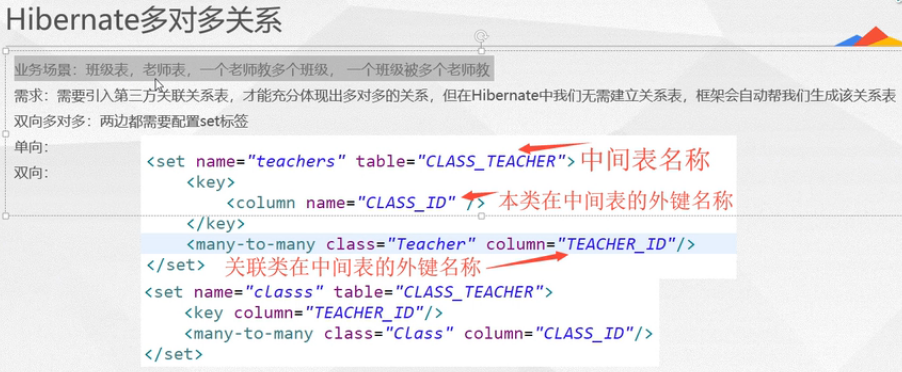 Hibernate多对多关系
业务场景：班级表，老师表，一个老师教多个班级，一个班级被多个老师教
需求：需要引入第三方关联关系表，才能充分体现出多对多的关系，但在Hibernate中我们无需建立关系表，框架会自动帮我们生成该关系表
双向多对多：两边都需要配置set标签
单向：
双向：
<set name="teachers" table="CLASS_TEACHER"> 中间表名称
<key>
<column name="CLASS_ID" /> 本类在中间表的外键名称
</key>
<many-to-many class="Teacher" column="TEACHER_ID"/>
</set> 关联类在中间表的外键名称
<set name="classs" table="CLASS_TEACHER">
<key column="TEACHER_ID"/>
<many-to-many class="Class" column="CLASS_ID"/>
</set>